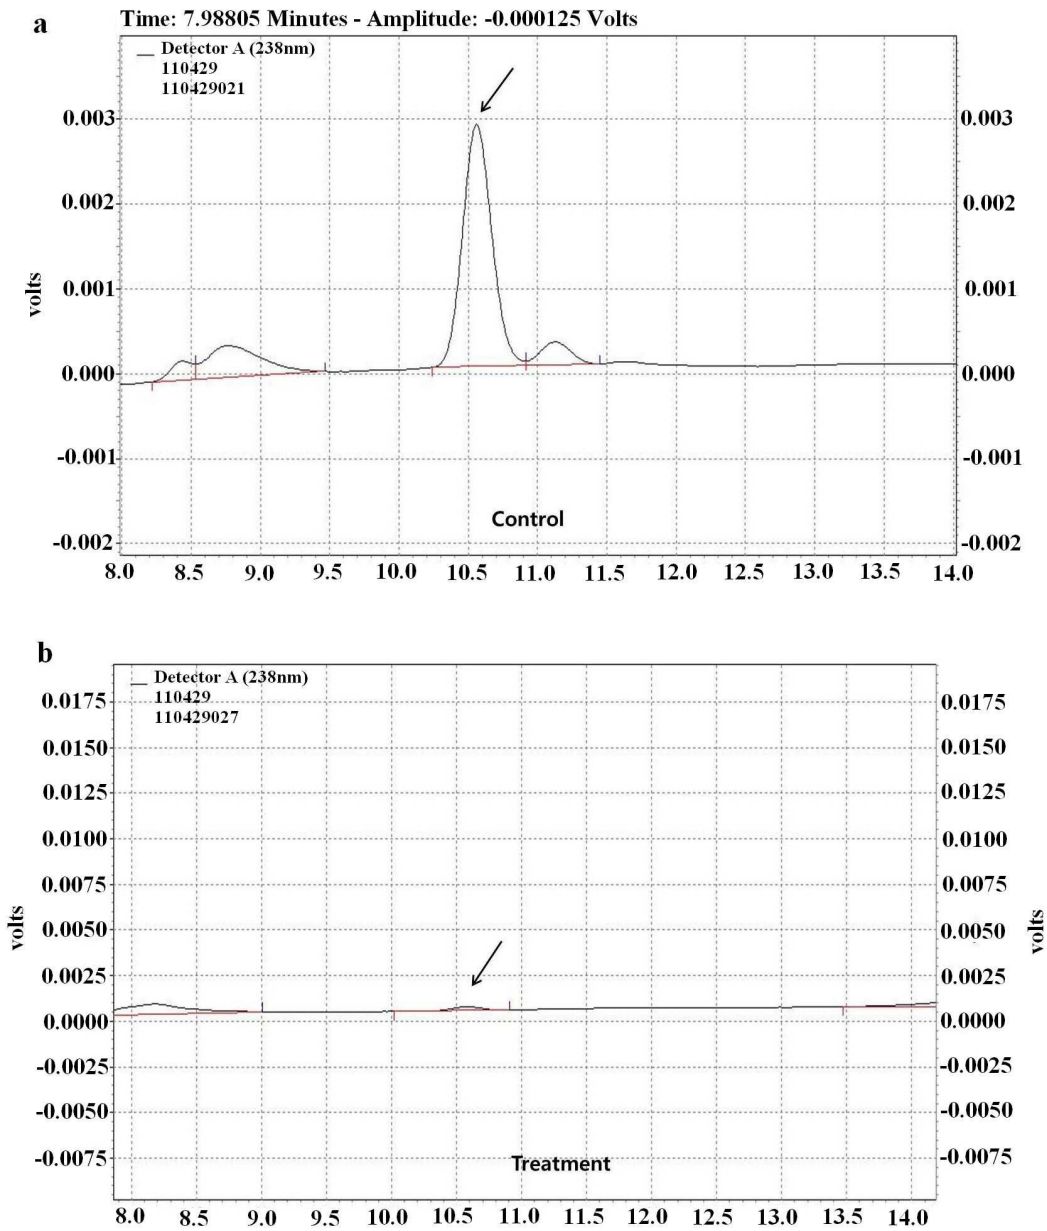 a
Time: 7.98805 Minutes - Amplitude: -0.000125 Volts
Detector A (238nm)
110429
110429021
0.003 0.003
0.002 0.002
0.001 0.001
volts
0.000 0.000
-0.001 -0.001
Control
-0.002 -0.002
8.0 8.5 9.0 9.5 10.0 10.5 11.0 11.5 12.0 12.5 13.0 13.5 14.0
b
Detector A (238nm)
110429
110429027
0.0175 0.0175
0.0150 0.0150
0.0125 0.0125
0.0100 0.0100
0.0075 0.0075
0.0050 0.0050
volts volts
0.0025 0.0025
0.0000 0.0000
-0.0025 -0.0025
-0.0050 -0.0050
-0.0075 -0.0075
Treatment
8.0 8.5 9.0 9.5 10.0 10.5 11.0 11.5 12.0 12.5 13.0 13.5 14.0